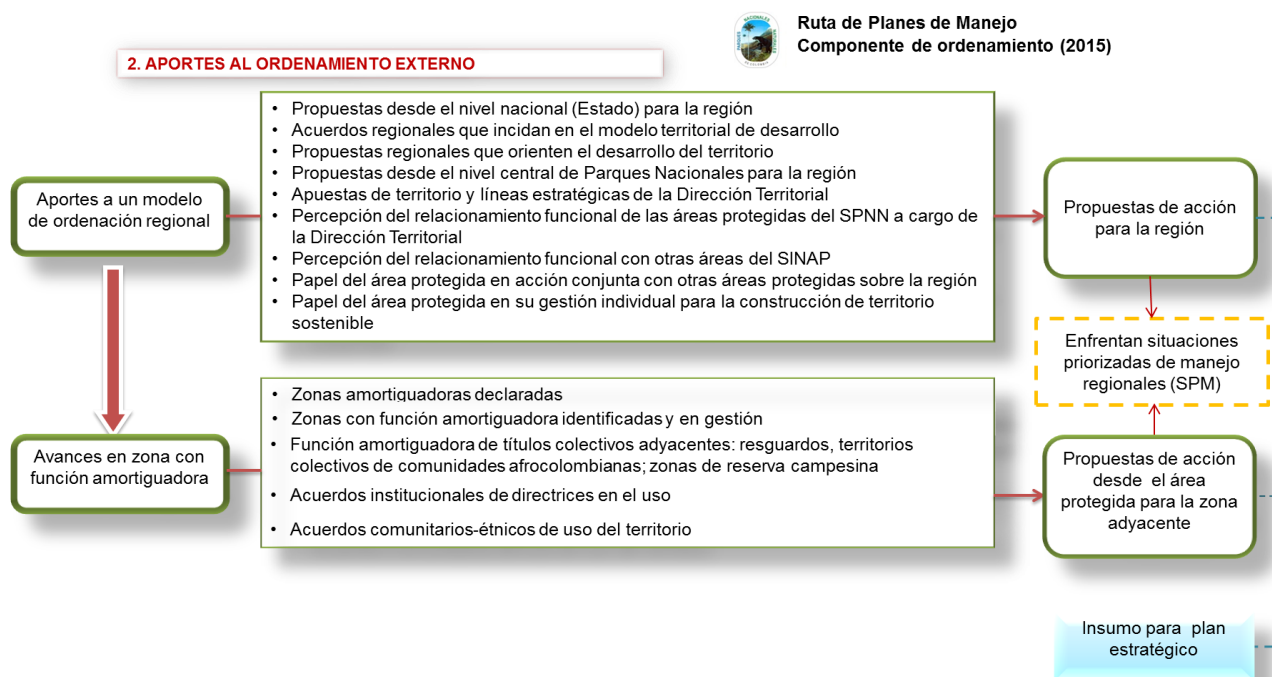 Ruta de Planes de Manejo
Componente de ordenamiento (2015)
2. APORTES AL ORDENAMIENTO EXTERNO
Aportes a un modelo
de ordenación regional
• Propuestas desde el nivel nacional (Estado) para la región
• Acuerdos regionales que incidan en el modelo territorial de desarrollo
• Propuestas regionales que orienten el desarrollo del territorio
• Propuestas desde el nivel central de Parques Nacionales para la región
• Apuestas de territorio y líneas estratégicas de la Dirección Territorial
• Percepción del relacionamiento funcional de las áreas protegidas del SPNN a cargo de
la Dirección Territorial
• Percepción del relacionamiento funcional con otras áreas del SINAP
• Papel del área protegida en acción conjunta con otras áreas protegidas sobre la región
• Papel del área protegida en su gestión individual para la construcción de territorio
sostenible
Propuestas de acción
para la región
Enfrentan situaciones
priorizadas de manejo
regionales (SPM)
Avances en zona con
función amortiguadora
• Zonas amortiguadoras declaradas
• Zonas con función amortiguadora identificadas y en gestión
• Función amortiguadora de títulos colectivos adyacentes: resguardos, territorios
colectivos de comunidades afrocolombianas; zonas de reserva campesina
• Acuerdos institucionales de directrices en el uso
• Acuerdos comunitarios-étnicos de uso del territorio
Propuestas de acción
desde el área
protegida para la zona
adyacente
Insumo para plan
estratégico